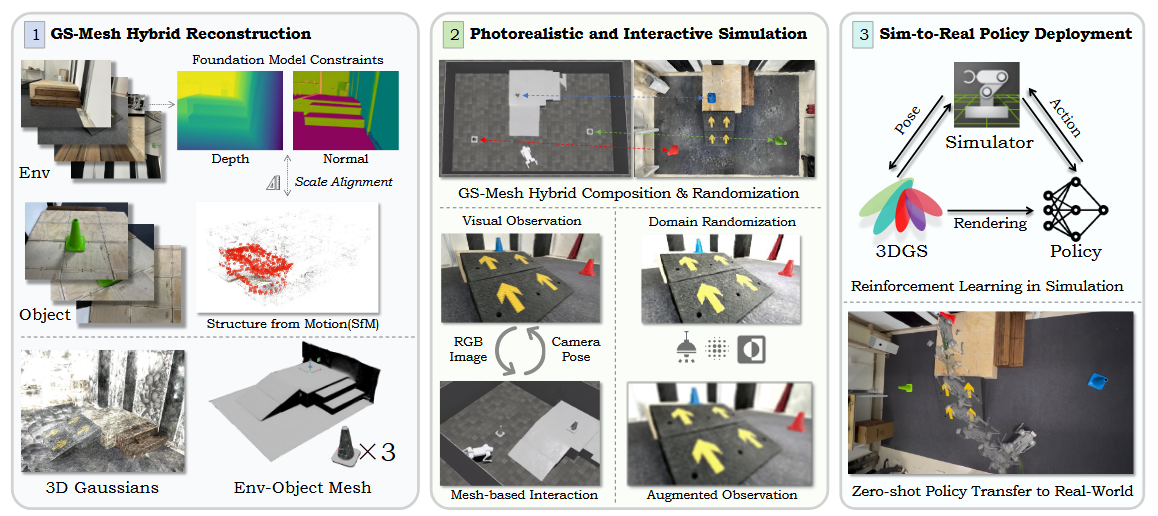 1 GS-Mesh Hybrid Reconstruction
Foundation Model Constraints
Env
Depth
Normal
Scale Alignment
Object
Structure from Motion(SfM)
3D Gaussians
×3
Env-Object Mesh
2 Photorealistic and Interactive Simulation
GS-Mesh Hybrid Composition & Randomization
Visual Observation
Domain Randomization
RGB
Image
Camera
Pose
Mesh-based Interaction
Augmented Observation
3 Sim-to-Real Policy Deployment
Pose
Action
Simulator
Rendering
3DGS
Policy
Reinforcement Learning in Simulation
Zero-shot Policy Transfer to Real-World